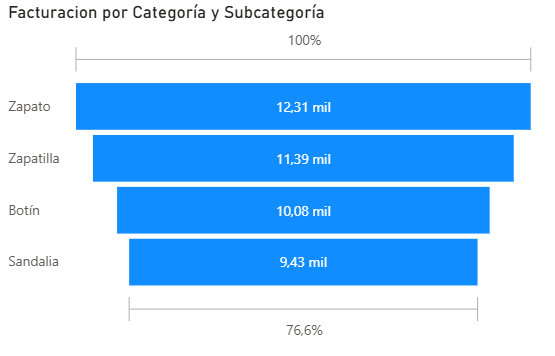 Facturacion por Categoría y Subcategoría
100%
Zapato 12,31 mil
Zapatilla 11,39 mil
Botín 10,08 mil
Sandalia 9,43 mil
76,6%